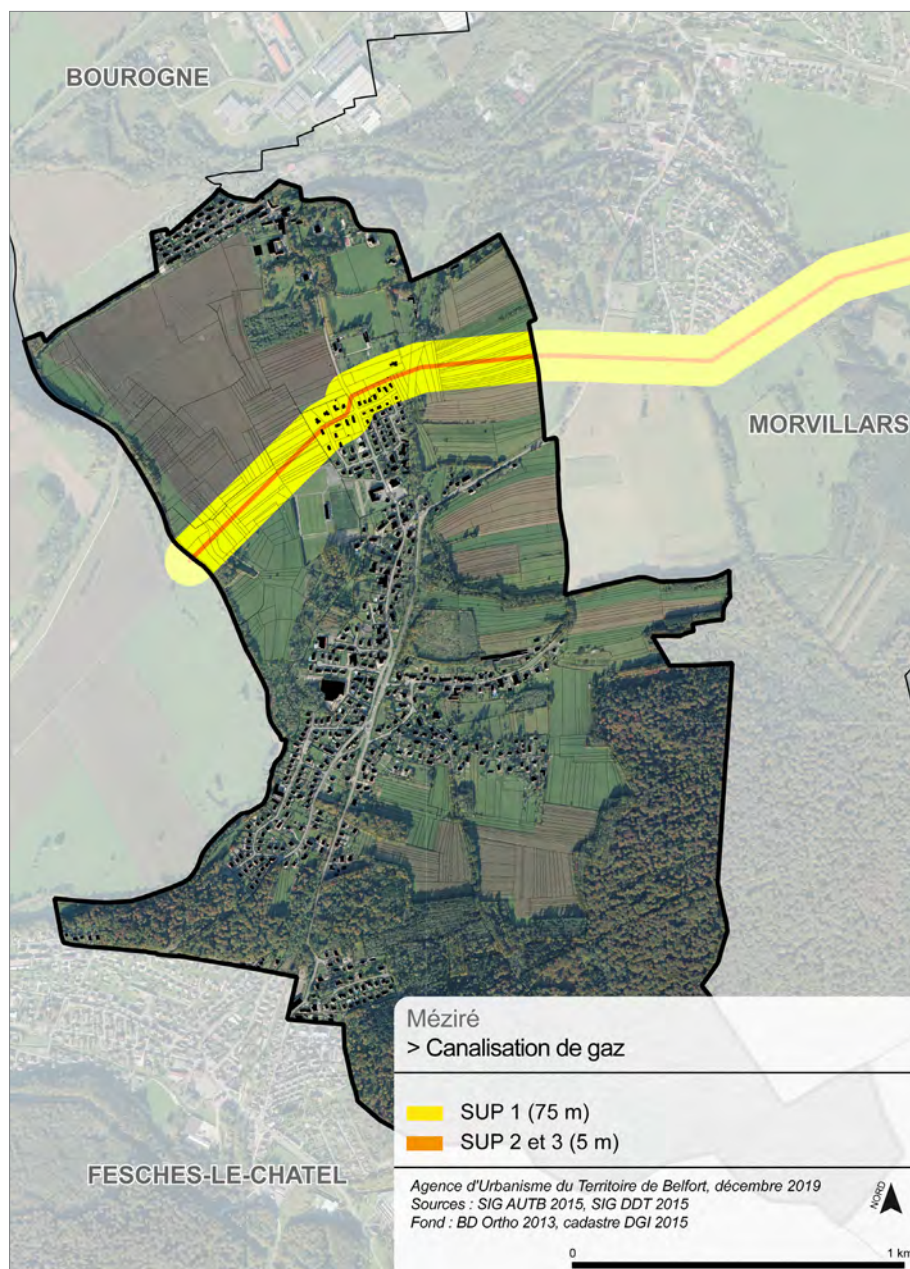 BOUROGNE
MORVILLARS
FESCHES-LE-CHATEL
Méziré
> Canalisation de gaz
SUP 1 (75 m)
SUP 2 et 3 (5 m)
Agence d'Urbanisme du Territoire de Belfort, décembre 2019
Sources : SIG AUTB 2015, SIG DDT 2015
Fond : BD Ortho 2013, cadastre DGI 2015
NORD
0 1 km